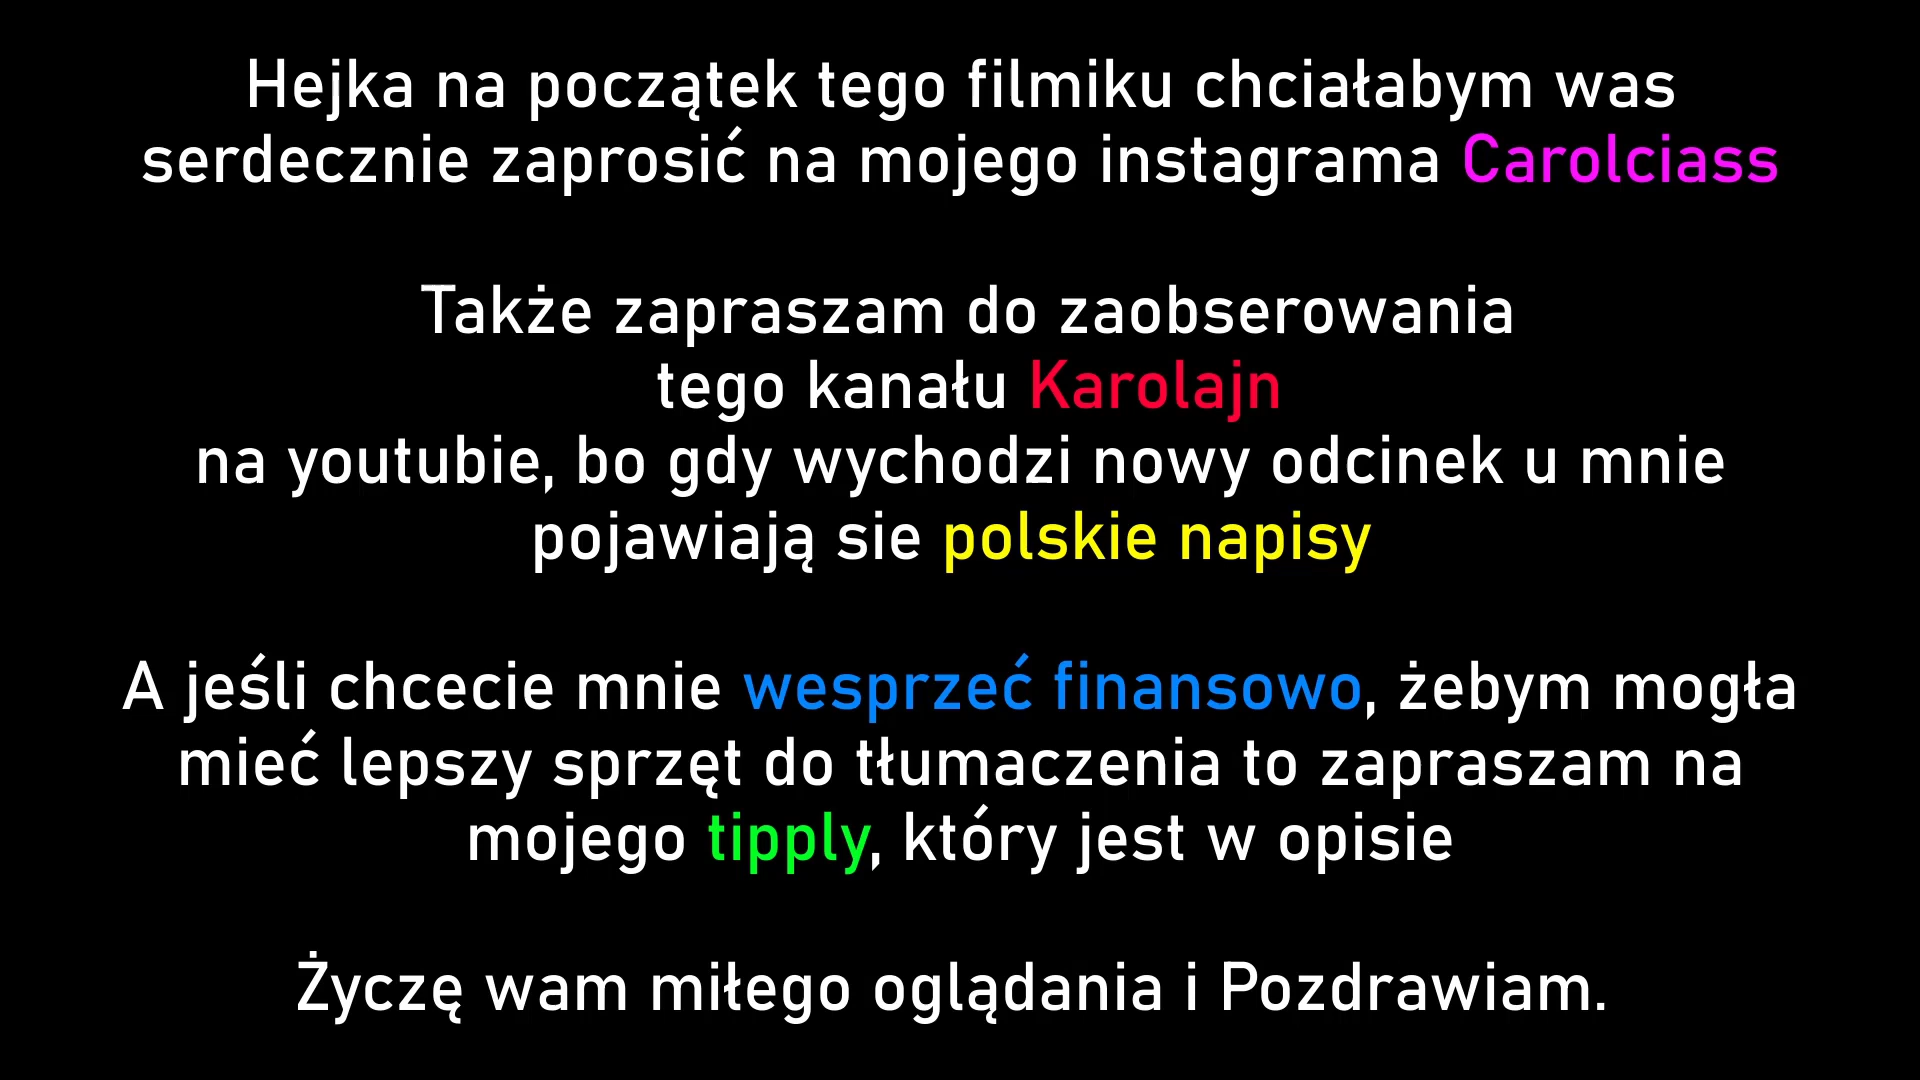 Hejka na początek tego filmiku chciałabym was
serdecznie zaprosić na mojego instagrama Carolciass
Także zapraszam do zaobserowania
tego kanału Karolajn
na youtubie, bo gdy wychodzi nowy odcinek u mnie
pojawiają sie polskie napisy
A jeśli chcecie mnie wesprzeć finansowo, żebym mogła
mieć lepszy sprzęt do tłumaczenia to zapraszam na
mojego tipply, który jest w opisie
Życzę wam miłego oglądania i Pozdrawiam.